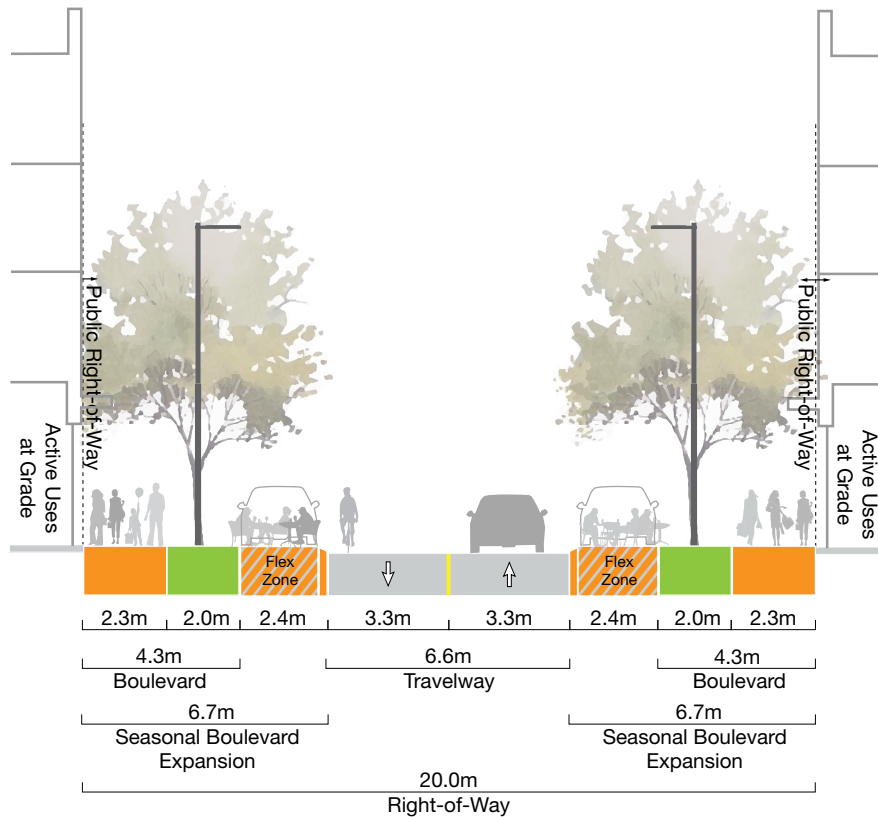 Public Right-of-Way
Public Right-of-Way
Active Uses
at Grade
Active Uses
at Grade
Flex
Zone
Flex
Zone
2.3m 2.0m 2.4m 3.3m 3.3m 2.4m 2.0m 2.3m
4.3m 6.6m 4.3m
Boulevard Travelway Boulevard
6.7m 6.7m
Seasonal Boulevard Seasonal Boulevard
Expansion Expansion
20.0m
Right-of-Way